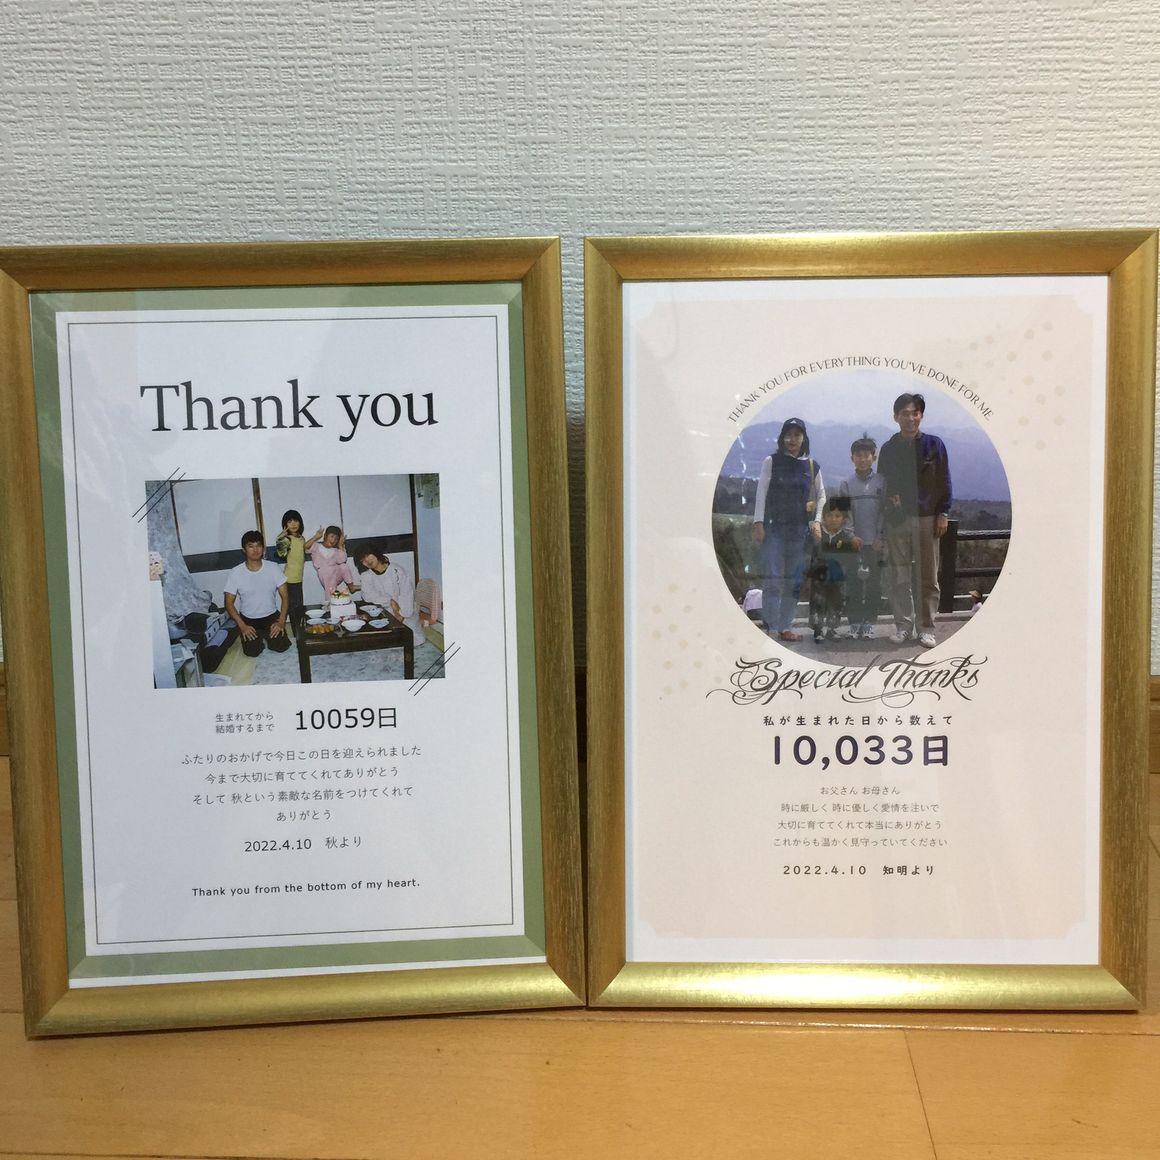 Thank you
生まれてから
結婚するまで
10059日
ふたりのおかげで今日この日を迎えられました
今まで大切に育ててくれてありがとう
そして 秋という素敵な名前をつけてくれて
ありがとう
2022.4.10 秋より
Thank you from the bottom of my heart.
THANK YOU FOR EVERYTHING YOU'VE DONE FOR ME
Special Thanks
私が生まれた日から数えて
10,033日
お父さん お母さん
時に厳しく 時に優しく愛情を注いで
大切に育ててくれて本当にありがとう
これからも温かく見守っていてください
2022.4.10 知明より